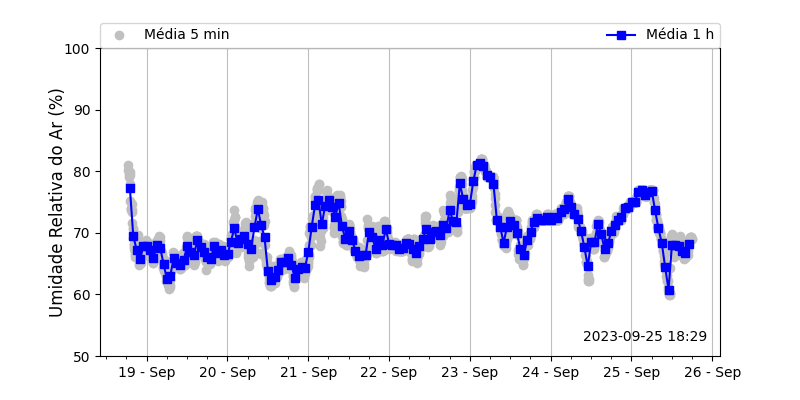 Média 5 min
Média 1 h
Umidade Relativa do Ar (%)
100
90
80
70
60
50
2023-09-25 18:29
19 - Sep
20 - Sep
21 - Sep
22 - Sep
23 - Sep
24 - Sep
25 - Sep
26 - Sep